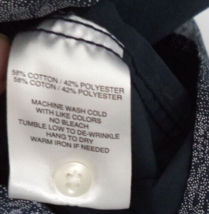 58% COTTON / 42% POLYESTER
58% COTON / 42% POLYESTER
MACHINE WASH COLD
WITH LIKE COLORS
NO BLEACH
TUMBLE LOW TO DE-WRINKLE
HANG TO DRY
WARM IRON IF NEEDED